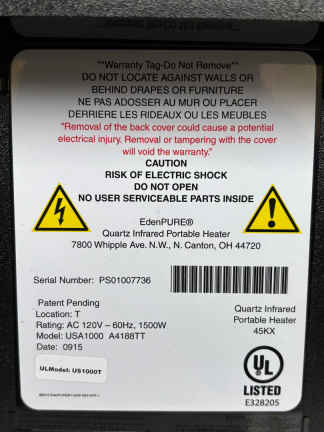 "Warranty Tag-Do Not Remove"
DO NOT LOCATE AGAINST WALLS OR
BEHIND DRAPES OR FURNITURE
NE PAS ADOSSER AU MUR OU PLACER
DERRIERE LES RIDEAUX OU LES MEUBLES
"Removal of the back cover could cause a potential
electrical injury. Removal or tampering with the cover
will void the warranty."
CAUTION
RISK OF ELECTRIC SHOCK
DO NOT OPEN
NO USER SERVICEABLE PARTS INSIDE
EdenPURE®
Quartz Infrared Portable Heater
7800 Whipple Ave. N.W., N. Canton, OH 44720
Serial Number: PS01007736
Patent Pending
Location: T
Rating: AC 120V – 60Hz, 1500W
Model: USA1000 A4188TT
Date: 0915
ULModel: US1000T
Quartz Infrared
Portable Heater
45KX
UL
LISTED
E328205